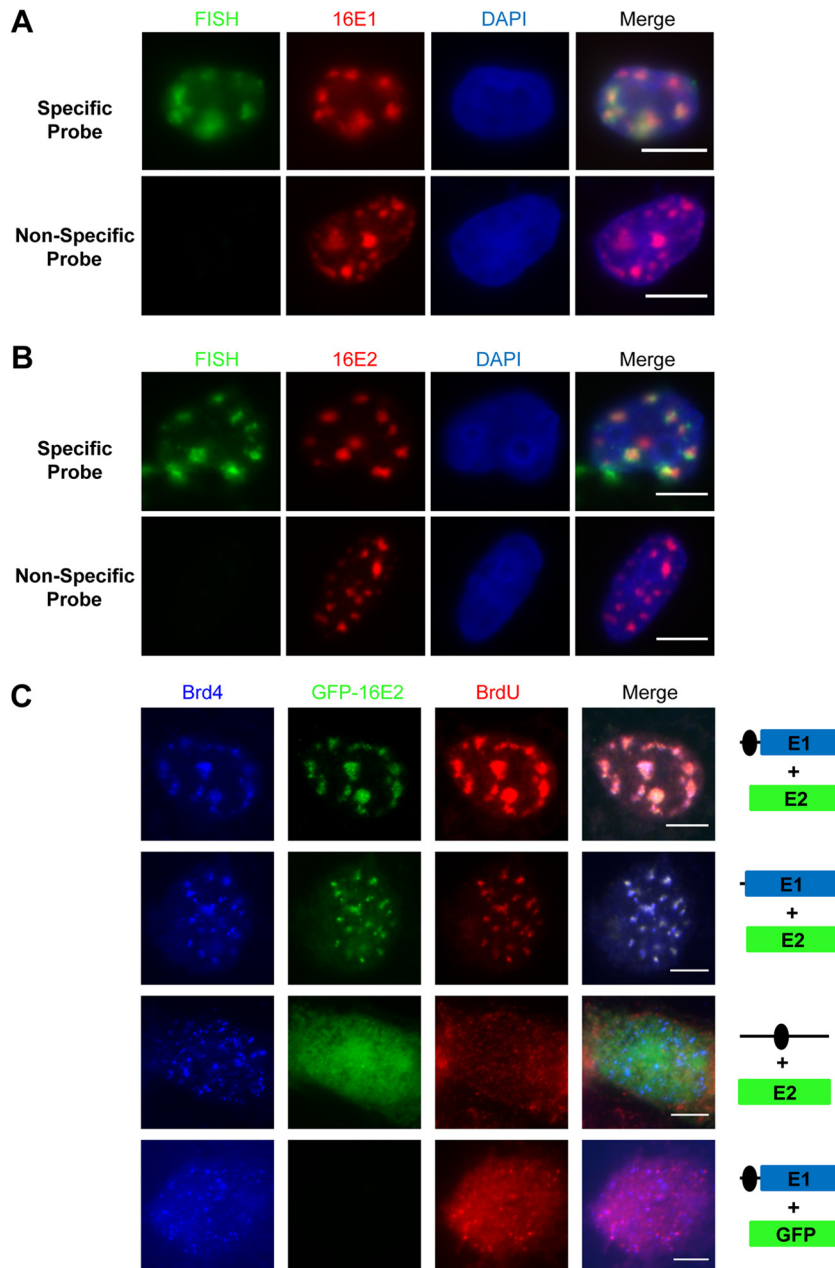 A
FISH 16E1 DAPI Merge
Specific
Probe
Non-Specific
Probe
B
FISH 16E2 DAPI Merge
Specific
Probe
Non-Specific
Probe
C
Brd4 GFP-16E2 BrdU Merge
E1
+
E2
E1
+
E2
+
E2
E1
+
GFP